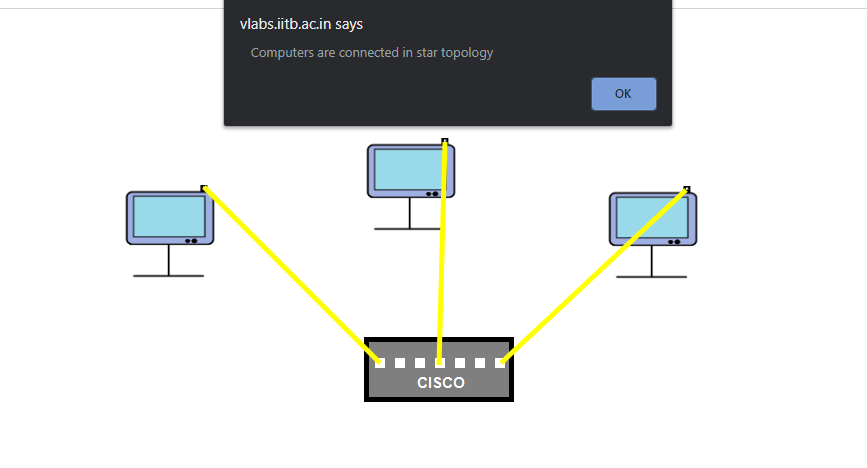 vlabs.iitb.ac.in says
Computers are connected in star topology
OK
CISCO